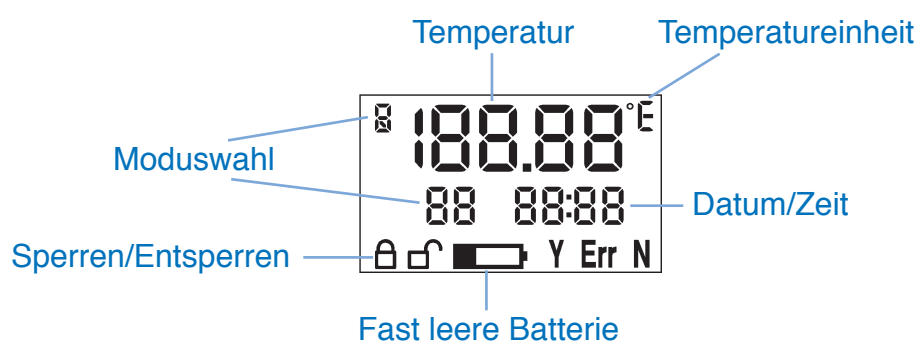 Temperatur Temperatureinheit
8 188.88 °E
Moduswahl
88 88:88 Datum/Zeit
Sperren/Entsperren Y Err N
Fast leere Batterie